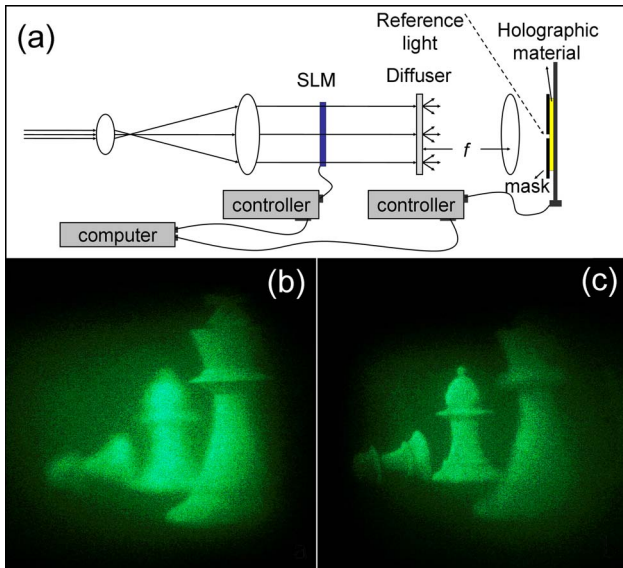 (a)
Reference
light
Holographic
material
SLM
Diffuser
f
mask
controller
controller
computer
(b)
(c)